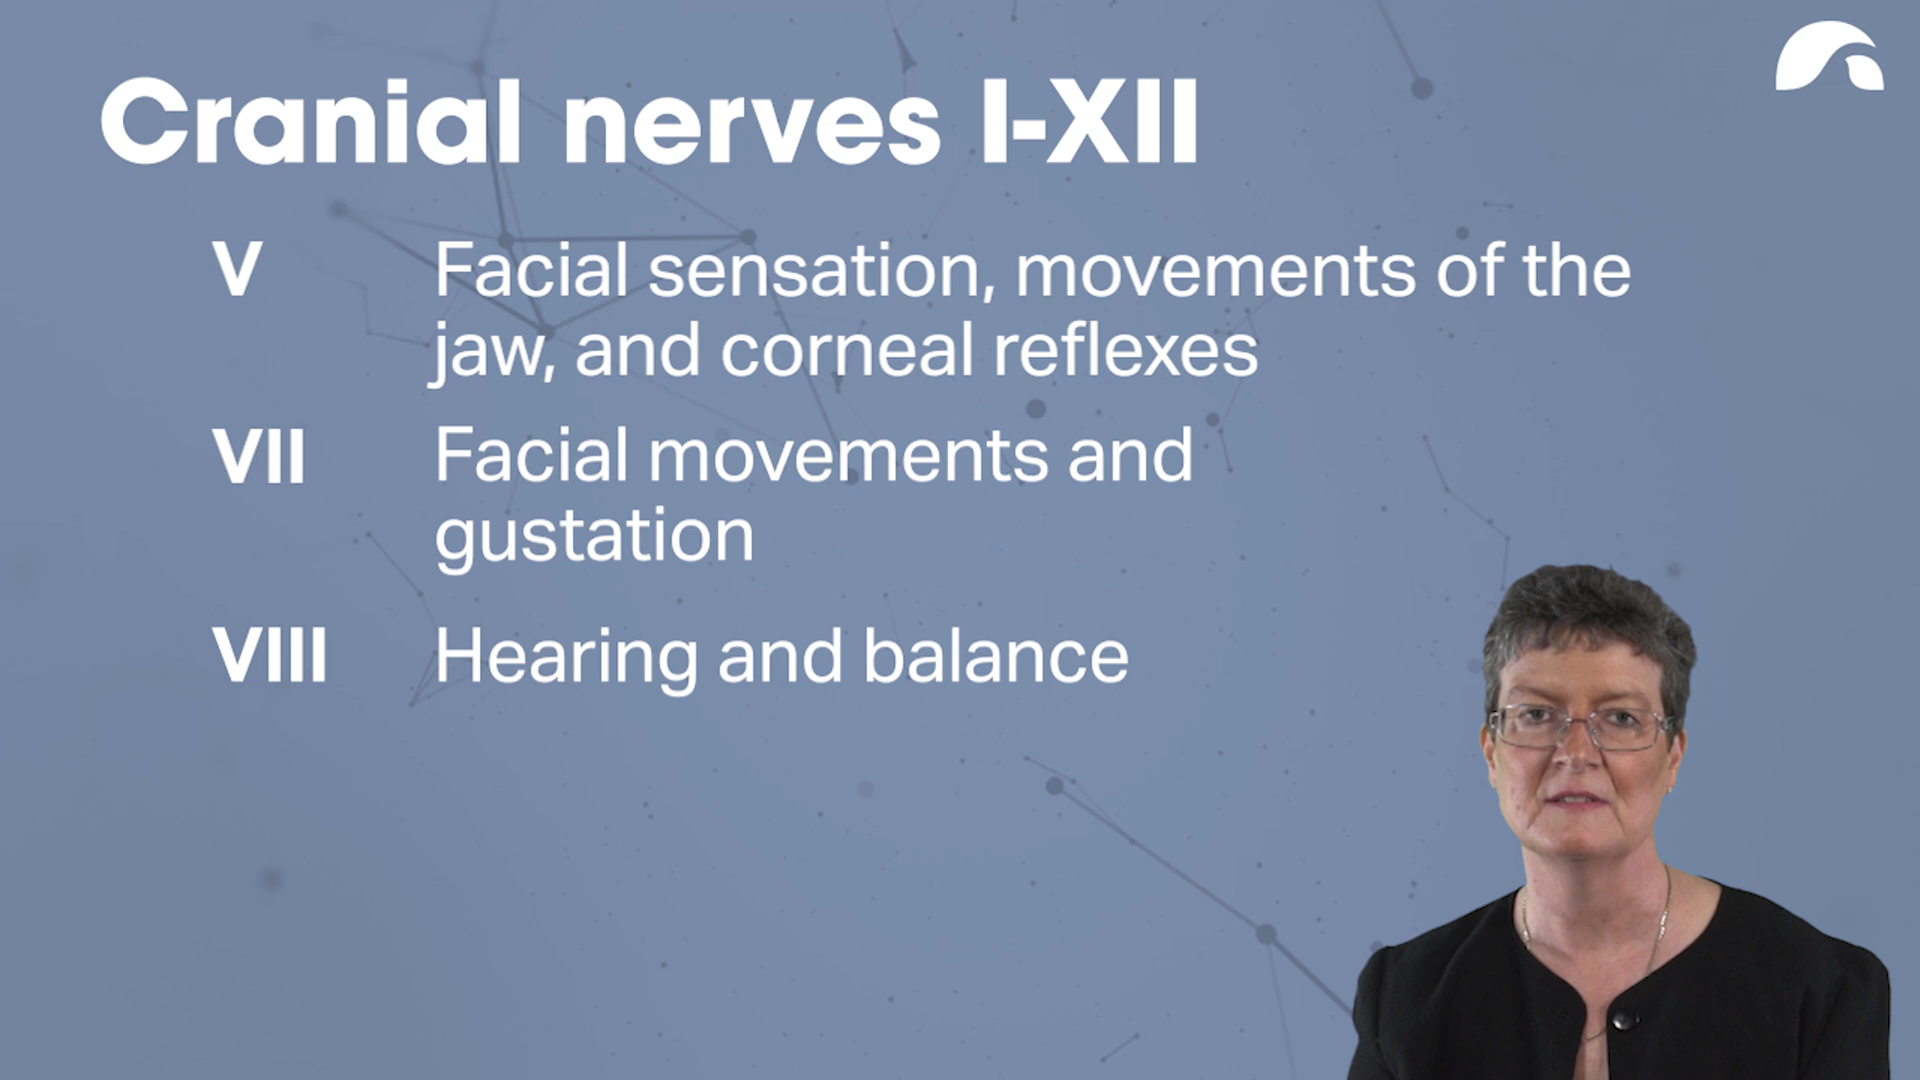 Cranial nerves I-XII
V Facial sensation, movements of the
jaw, and corneal reflexes
VII Facial movements and
gustation
VIII Hearing and balance